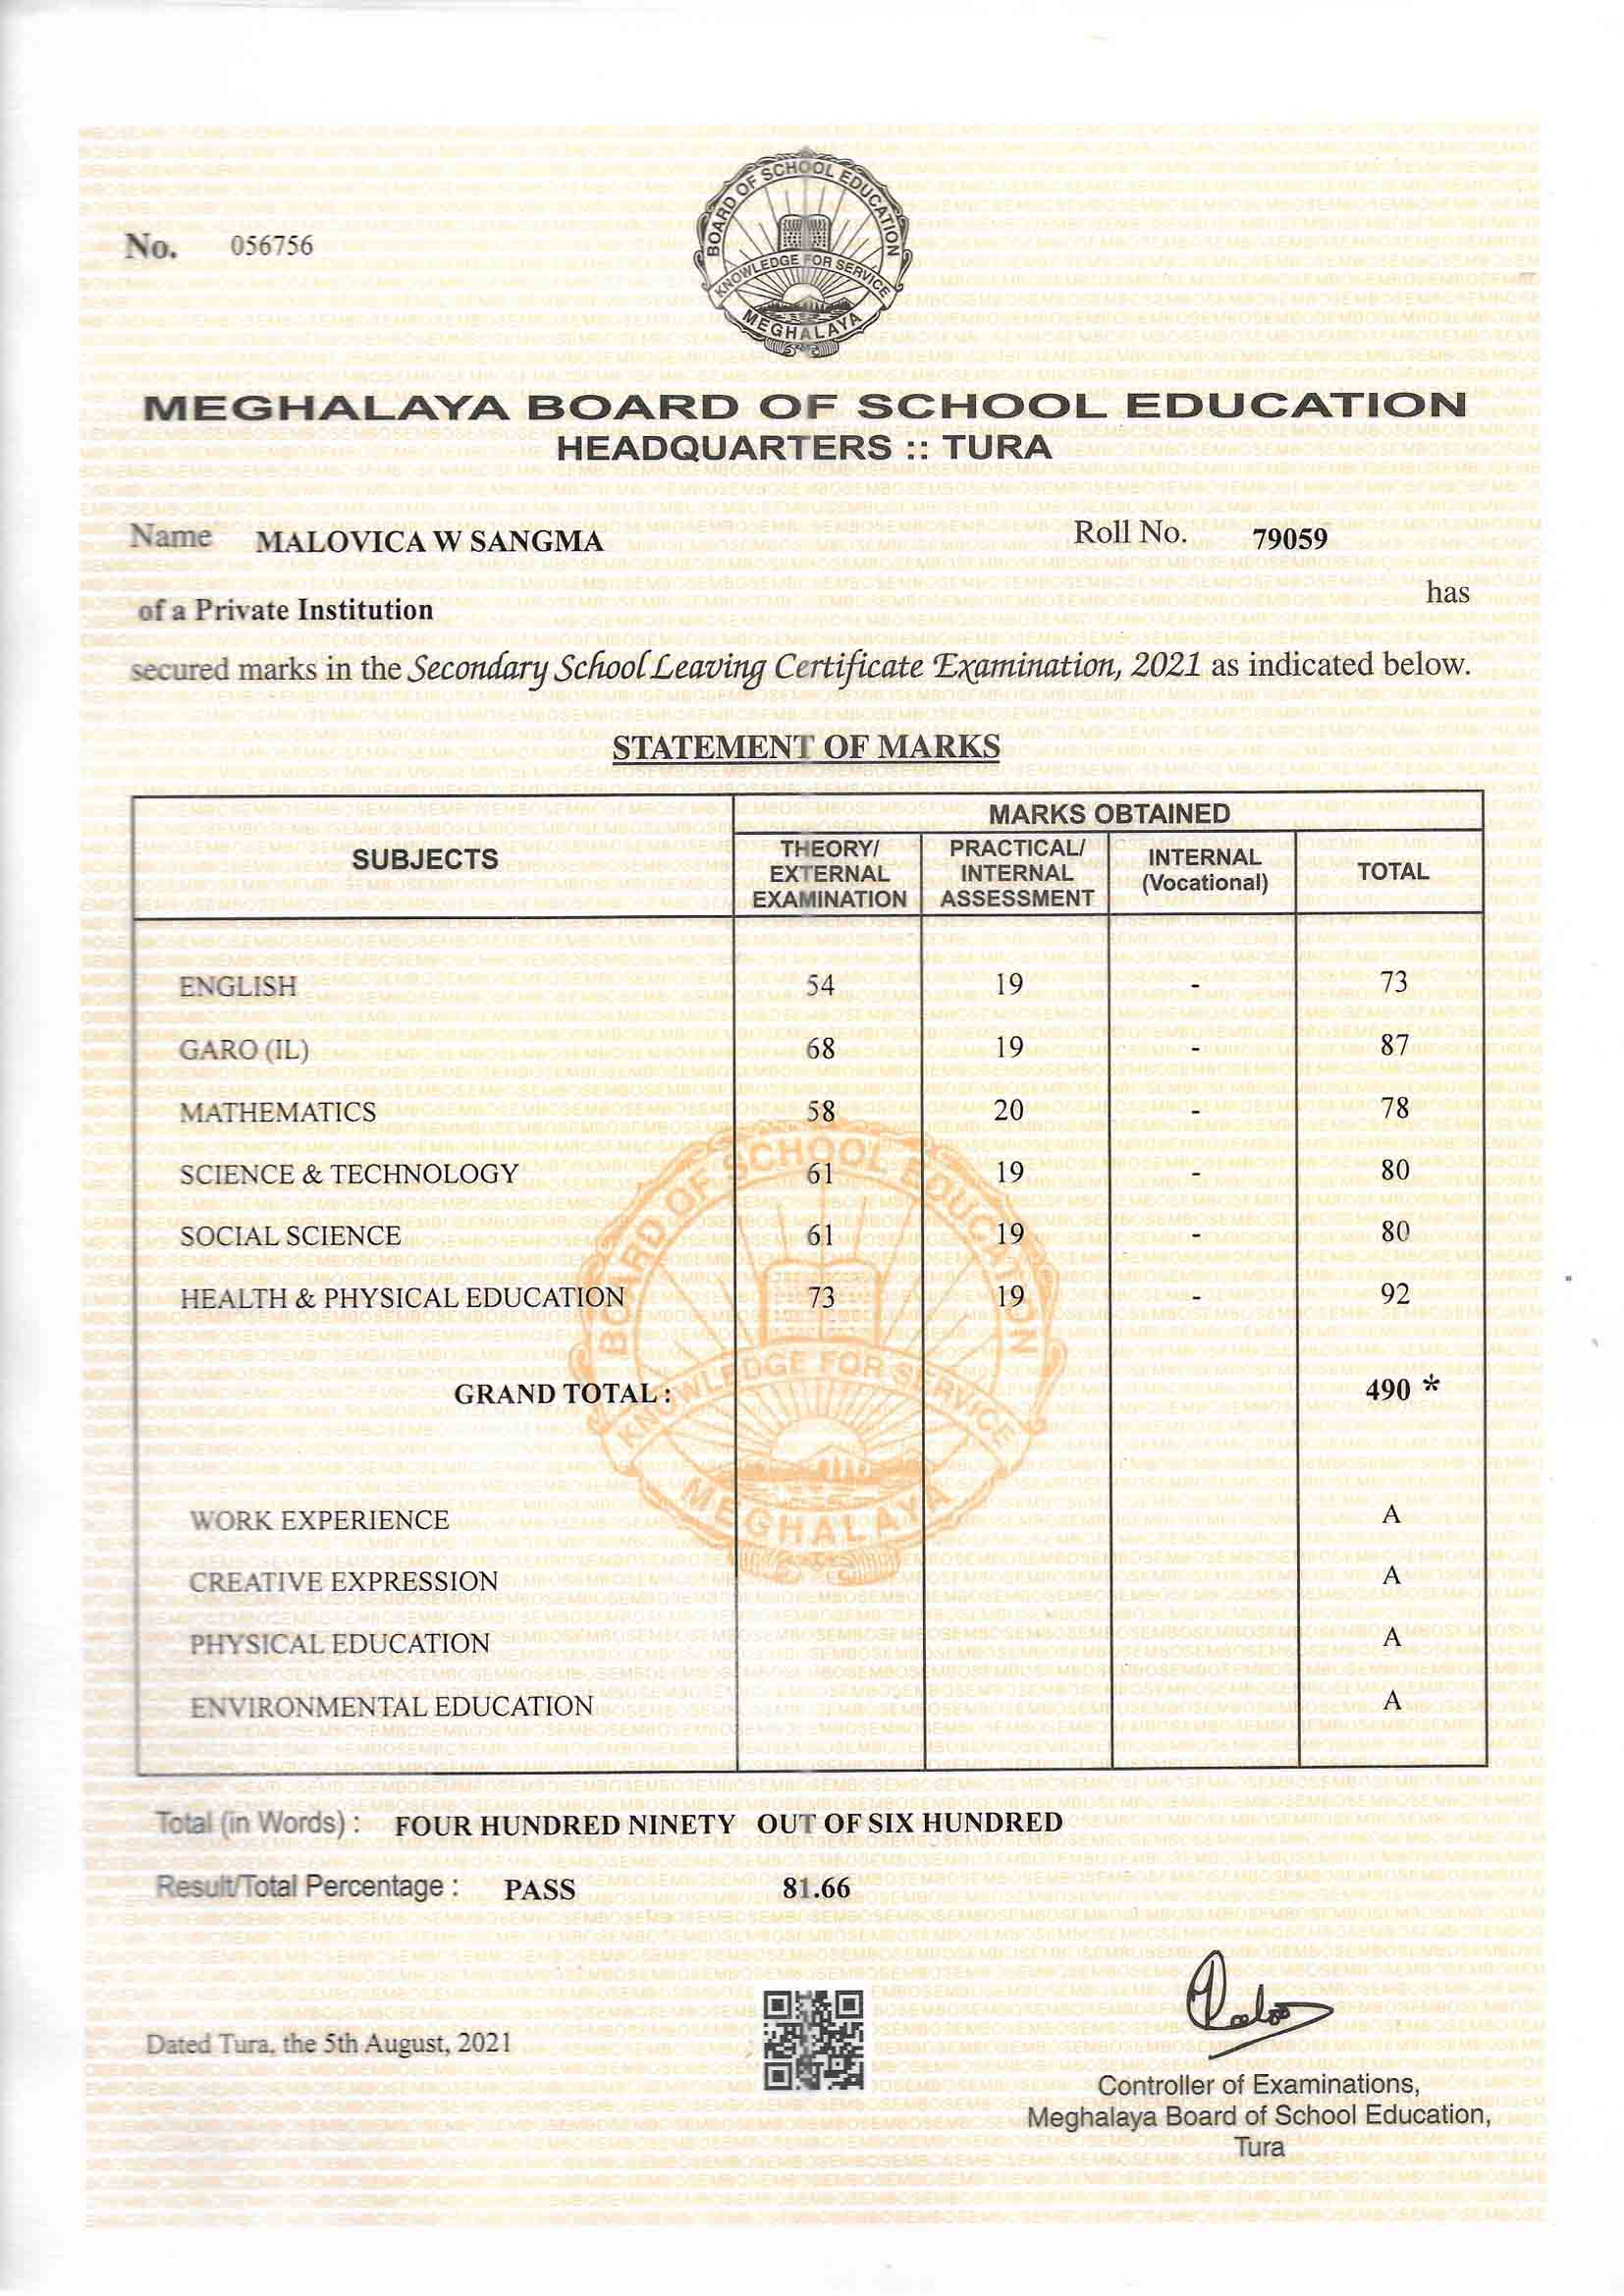 BOARD OF SCHOOL EDUCATION
KNOWLEDGE FOR SERVICE
MEGHALAYA
No. 056756
MEGHALAYA BOARD OF SCHOOL EDUCATION
HEADQUARTERS :: TURA
Name MALOVICA W SANGMA Roll No. 79059
of a Private Institution has
secured marks in the Secondary School Leaving Certificate Examination, 2021 as indicated below.
STATEMENT OF MARKS
SUBJECTS MARKS OBTAINED
THEORY/ EXTERNAL EXAMINATION PRACTICAL/ INTERNAL ASSESSMENT INTERNAL (Vocational) TOTAL
ENGLISH 54 19 - 73
GARO (IL) 68 19 - 87
MATHEMATICS 58 20 - 78
SCIENCE & TECHNOLOGY 61 19 - 80
SOCIAL SCIENCE 61 19 - 80
HEALTH & PHYSICAL EDUCATION 73 19 - 92
GRAND TOTAL : 490 *
WORK EXPERIENCE A
CREATIVE EXPRESSION A
PHYSICAL EDUCATION A
ENVIRONMENTAL EDUCATION A
BOARD OF SCHOOL EDUCATION
KNOWLEDGE FOR SERVICE
MEGHALAYA
Total (in Words) : FOUR HUNDRED NINETY OUT OF SIX HUNDRED
Result/Total Percentage : PASS 81.66
Dated Tura, the 5th August, 2021
Controller of Examinations,
Meghalaya Board of School Education,
Tura